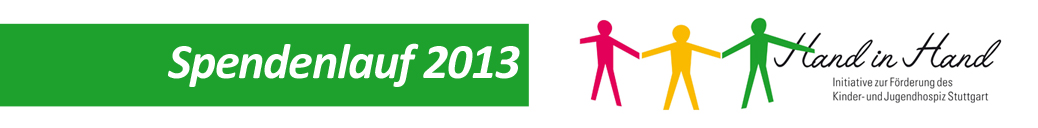 Spendenlauf 2013
Hand in Hand
Initiative zur Förderung des
Kinder- und Jugendhospiz Stuttgart